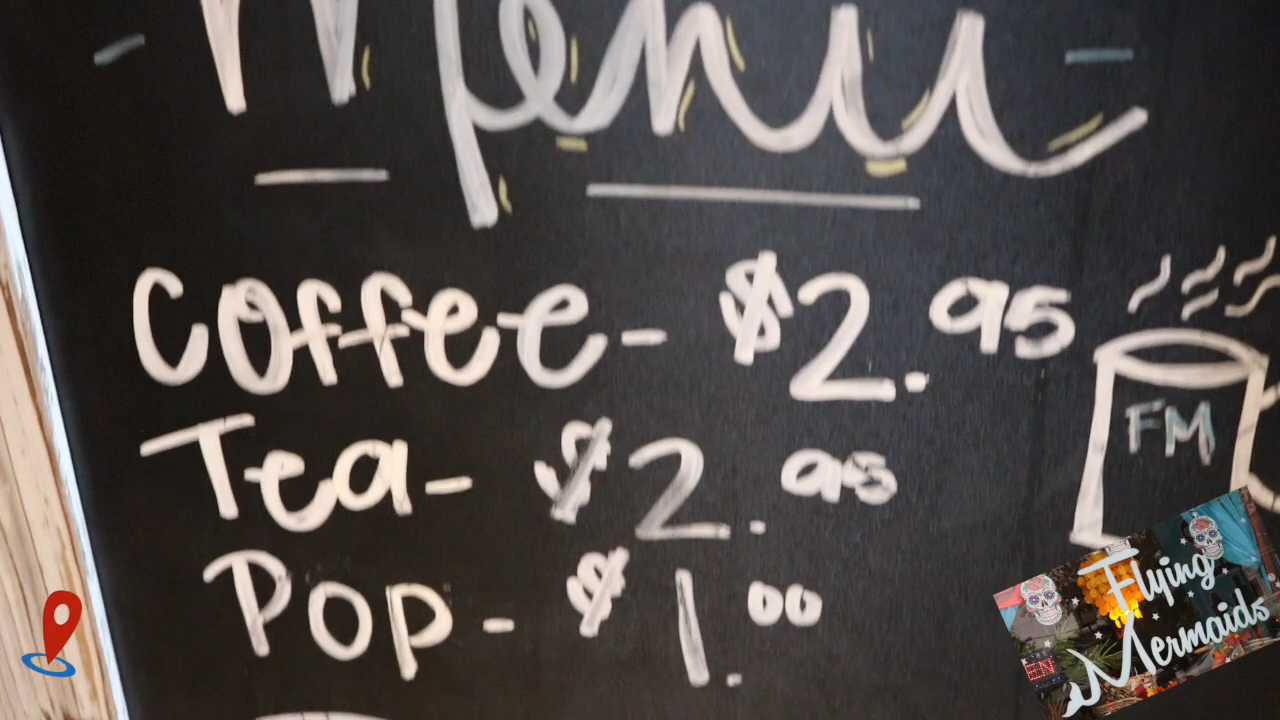 Menu
Coffee- $2.95
Tea- $2.95
Pop- $1.00
FM
Flying
Mermaids